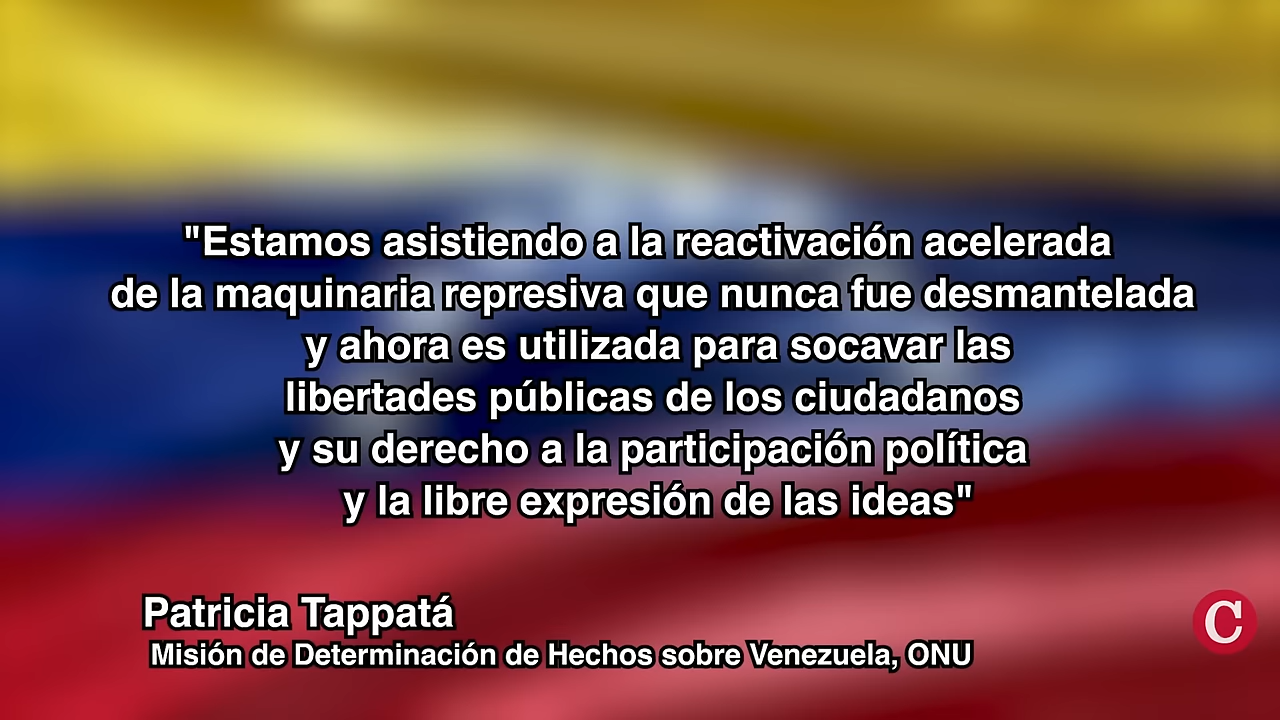 "Estamos asistiendo a la reactivación acelerada
de la maquinaria represiva que nunca fue desmantelada
y ahora es utilizada para socavar las
libertades públicas de los ciudadanos
y su derecho a la participación política
y la libre expresión de las ideas"
Patricia Tappatá
Misión de Determinación de Hechos sobre Venezuela, ONU
C